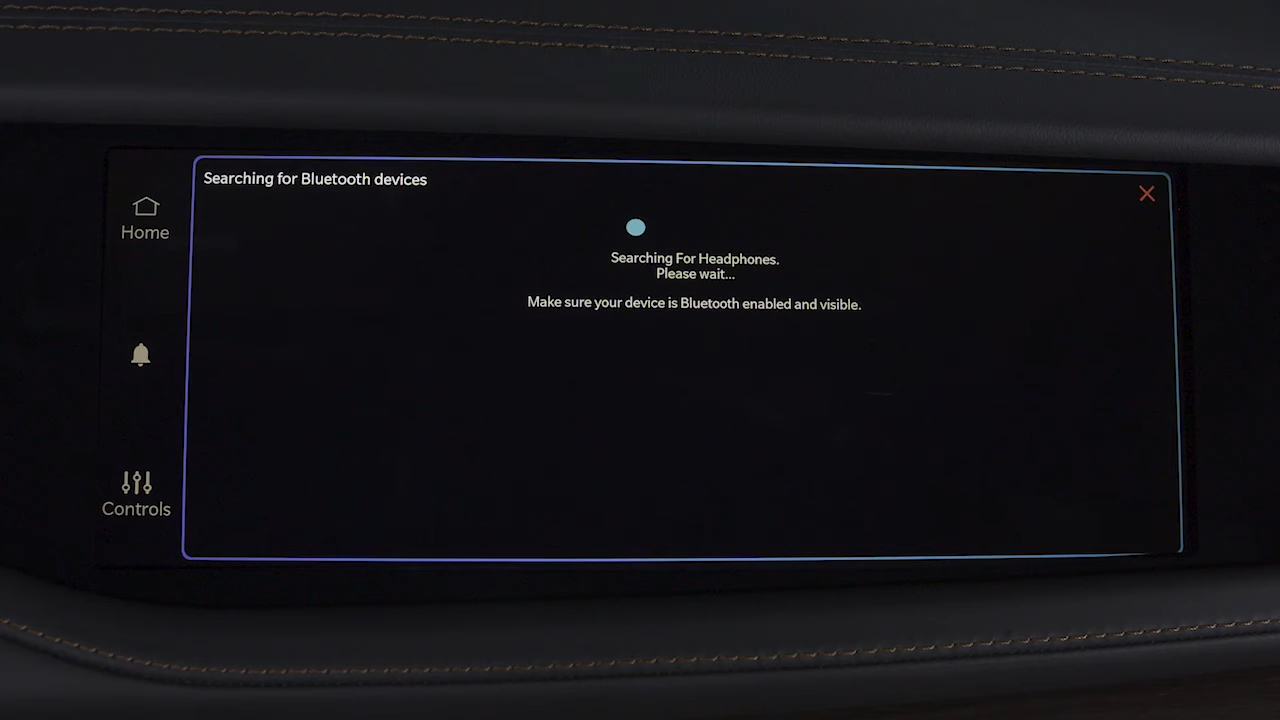 Searching for Bluetooth devices
Home
Searching For Headphones.
Please wait...
Make sure your device is Bluetooth enabled and visible.
Controls